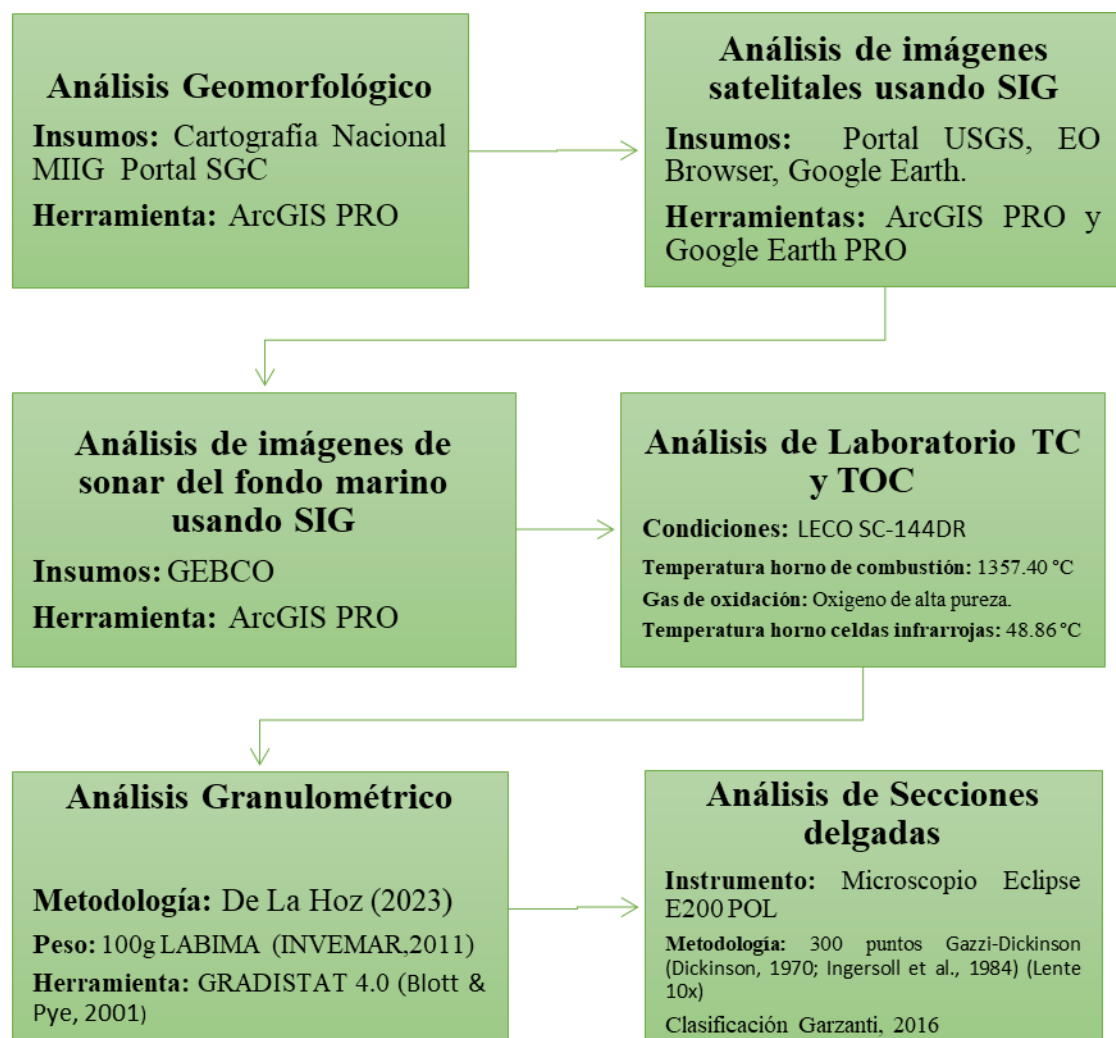 Análisis Geomorfológico
Insumos: Cartografía Nacional
MIIG Portal SGC
Herramienta: ArcGIS PRO
Análisis de imágenes
satelitales usando SIG
Insumos: Portal USGS, EO
Browser, Google Earth.
Herramientas: ArcGIS PRO y
Google Earth PRO
Análisis de imágenes de
sonar del fondo marino
usando SIG
Insumos: GEBCO
Herramienta: ArcGIS PRO
Análisis de Laboratorio TC
y TOC
Condiciones: LECO SC-144DR
Temperatura horno de combustión: 1357.40 °C
Gas de oxidación: Oxigeno de alta pureza.
Temperatura horno celdas infrarrojas: 48.86 °C
Análisis Granulométrico
Metodología: De La Hoz (2023)
Peso: 100g LABIMA (INVEMAR,2011)
Herramienta: GRADISTAT 4.0 (Blott &
Pye, 2001)
Análisis de Secciones
delgadas
Instrumento: Microscopio Eclipse
E200 POL
Metodología: 300 puntos Gazzi-Dickinson
(Dickinson, 1970; Ingersoll et al., 1984) (Lente
10x)
Clasificación Garzanti, 2016